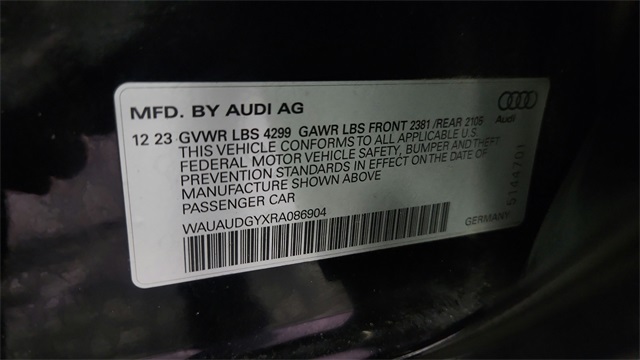 MFD. BY AUDI AG
Audi
12 23 GVWR LBS 4299 GAWR LBS FRONT 2381 /REAR 2105
THIS VEHICLE CONFORMS TO ALL APPLICABLE U.S.
FEDERAL MOTOR VEHICLE SAFETY, BUMPER AND THEFT
PREVENTION STANDARDS IN EFFECT ON THE DATE OF
MANUFACTURE SHOWN ABOVE
PASSENGER CAR
WAUAUDGYXRA086904
GERMANY
5144701